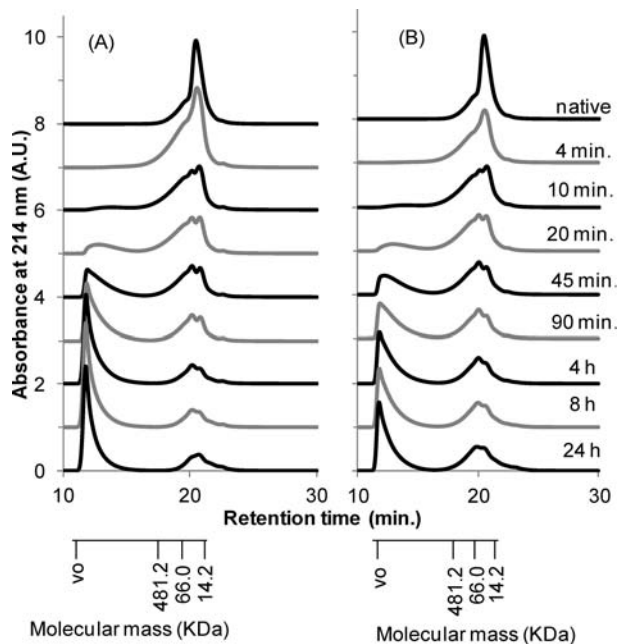 (A)
(B)
Absorbance at 214 nm (A.U.)
10
8
6
4
2
0
native
4 min.
10 min.
20 min.
45 min.
90 min.
4 h
8 h
24 h
10 20 30 10 20 30
Retention time (min.)
vo 481.2 66.0 14.2
vo 481.2 66.0 14.2
Molecular mass (KDa)
Molecular mass (KDa)